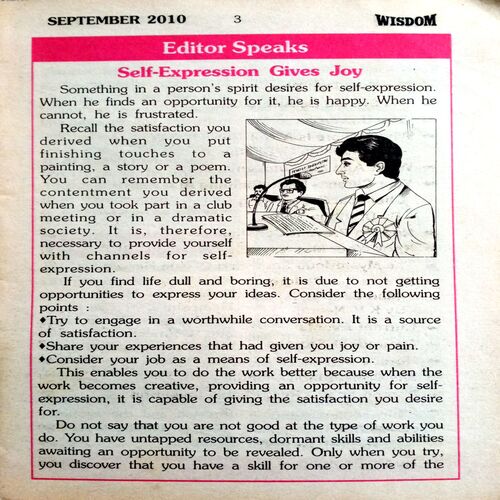 SEPTEMBER 2010 3 WISDOM
Editor Speaks
Self-Expression Gives Joy
Something in a person's spirit desires for self-expression.
When he finds an opportunity for it, he is happy. When he
cannot, he is frustrated.
Recall the satisfaction you
derived when you put
finishing touches to a
painting, a story or a poem.
You can remember the
contentment you derived
when you took part in a club
meeting or in a dramatic
society. It is, therefore,
necessary to provide yourself
with channels for self-
expression.
If you find life dull and boring, it is due to not getting
opportunities to express your ideas. Consider the following
points :
♦Try to engage in a worthwhile conversation. It is a source
of satisfaction.
♦Share your experiences that had given you joy or pain.
♦Consider your job as a means of self-expression.
This enables you to do the work better because when the
work becomes creative, providing an opportunity for self-
expression, it is capable of giving the satisfaction you desire
for.
Do not say that you are not good at the type of work you
do. You have untapped resources, dormant skills and abilities
awaiting an opportunity to be revealed. Only when you try,
you discover that you have a skill for one or more of the